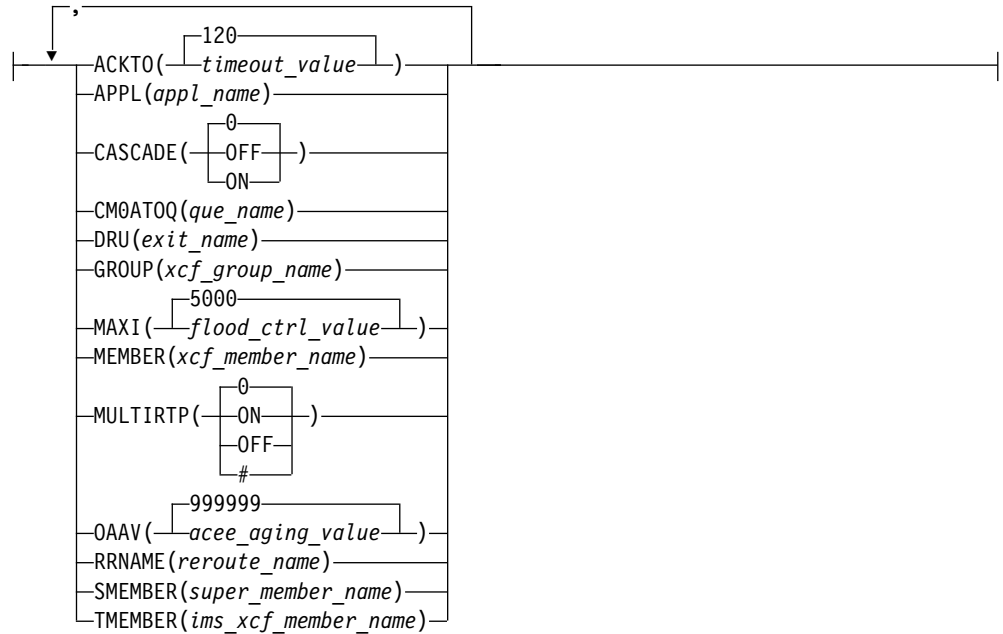 ,
120
ACKTO( timeout_value )
APPL(appl_name)
0
CASCADE( OFF )
ON
CM0ATOQ(que_name)
DRU(exit_name)
GROUP(xcf_group_name)
5000
MAXI( flood_ctrl_value )
MEMBER(xcf_member_name)
0
MULTIRTP( ON )
OFF
#
999999
OAAV( acee_aging_value )
RRNAME(reroute_name)
SMEMBER(super_member_name)
TMEMBER(ims_xcf_member_name)